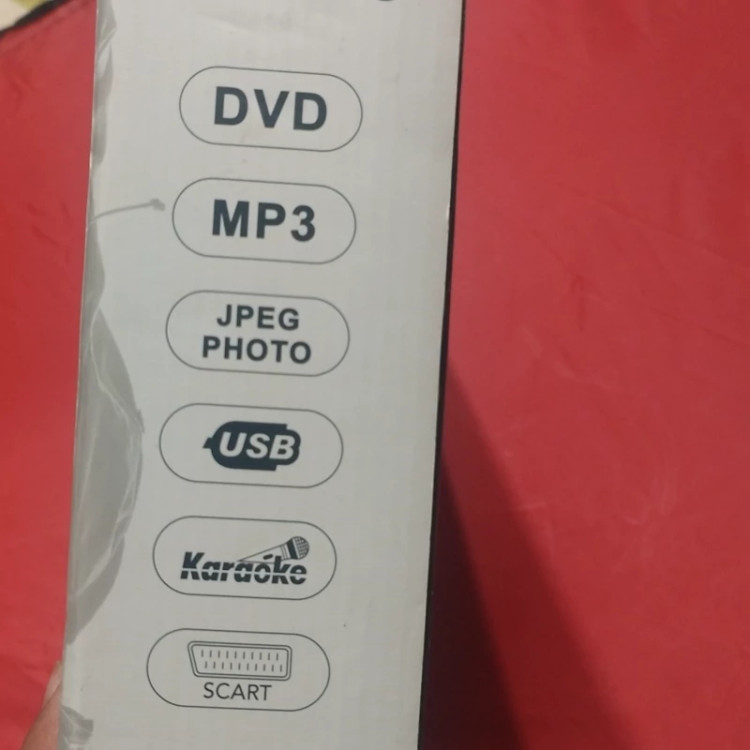 DVD
MP3
JPEG
PHOTO
USB
Karaoke
SCART